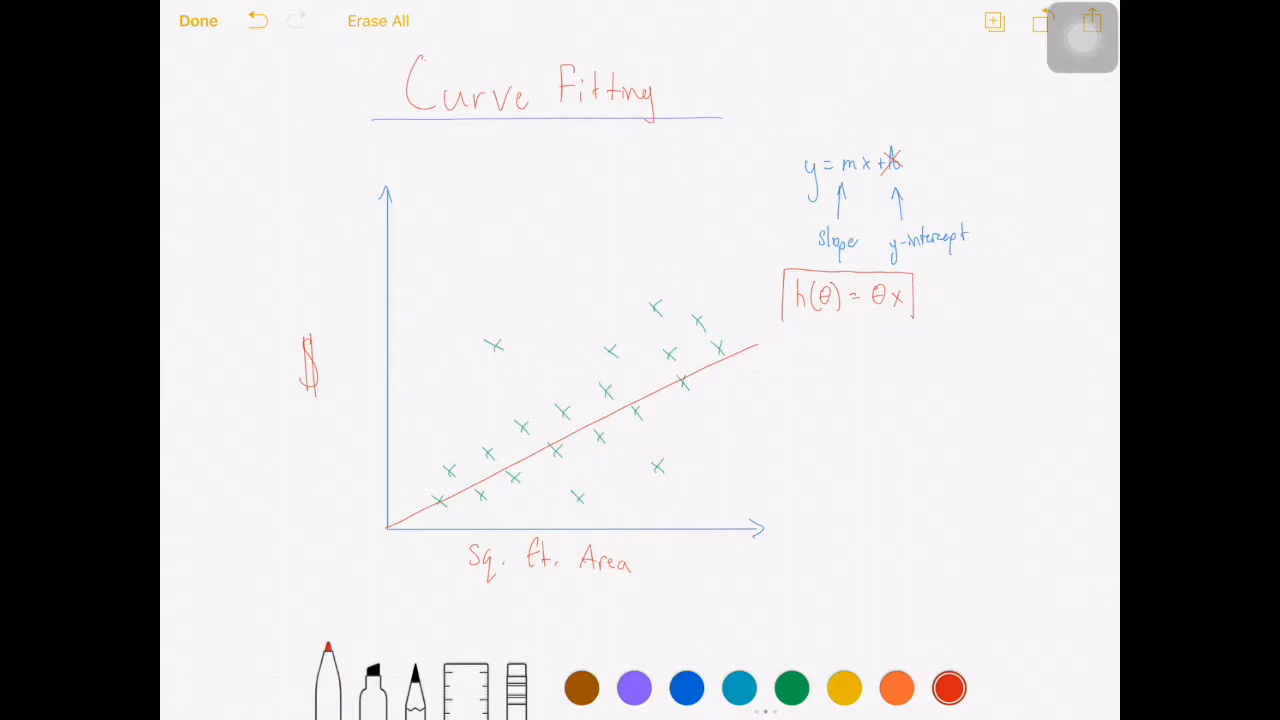 Done Erase All
Curve Fitting
y = mx + b
slope y-intercept
h(θ) = θx
$
Sq. Ft. Area